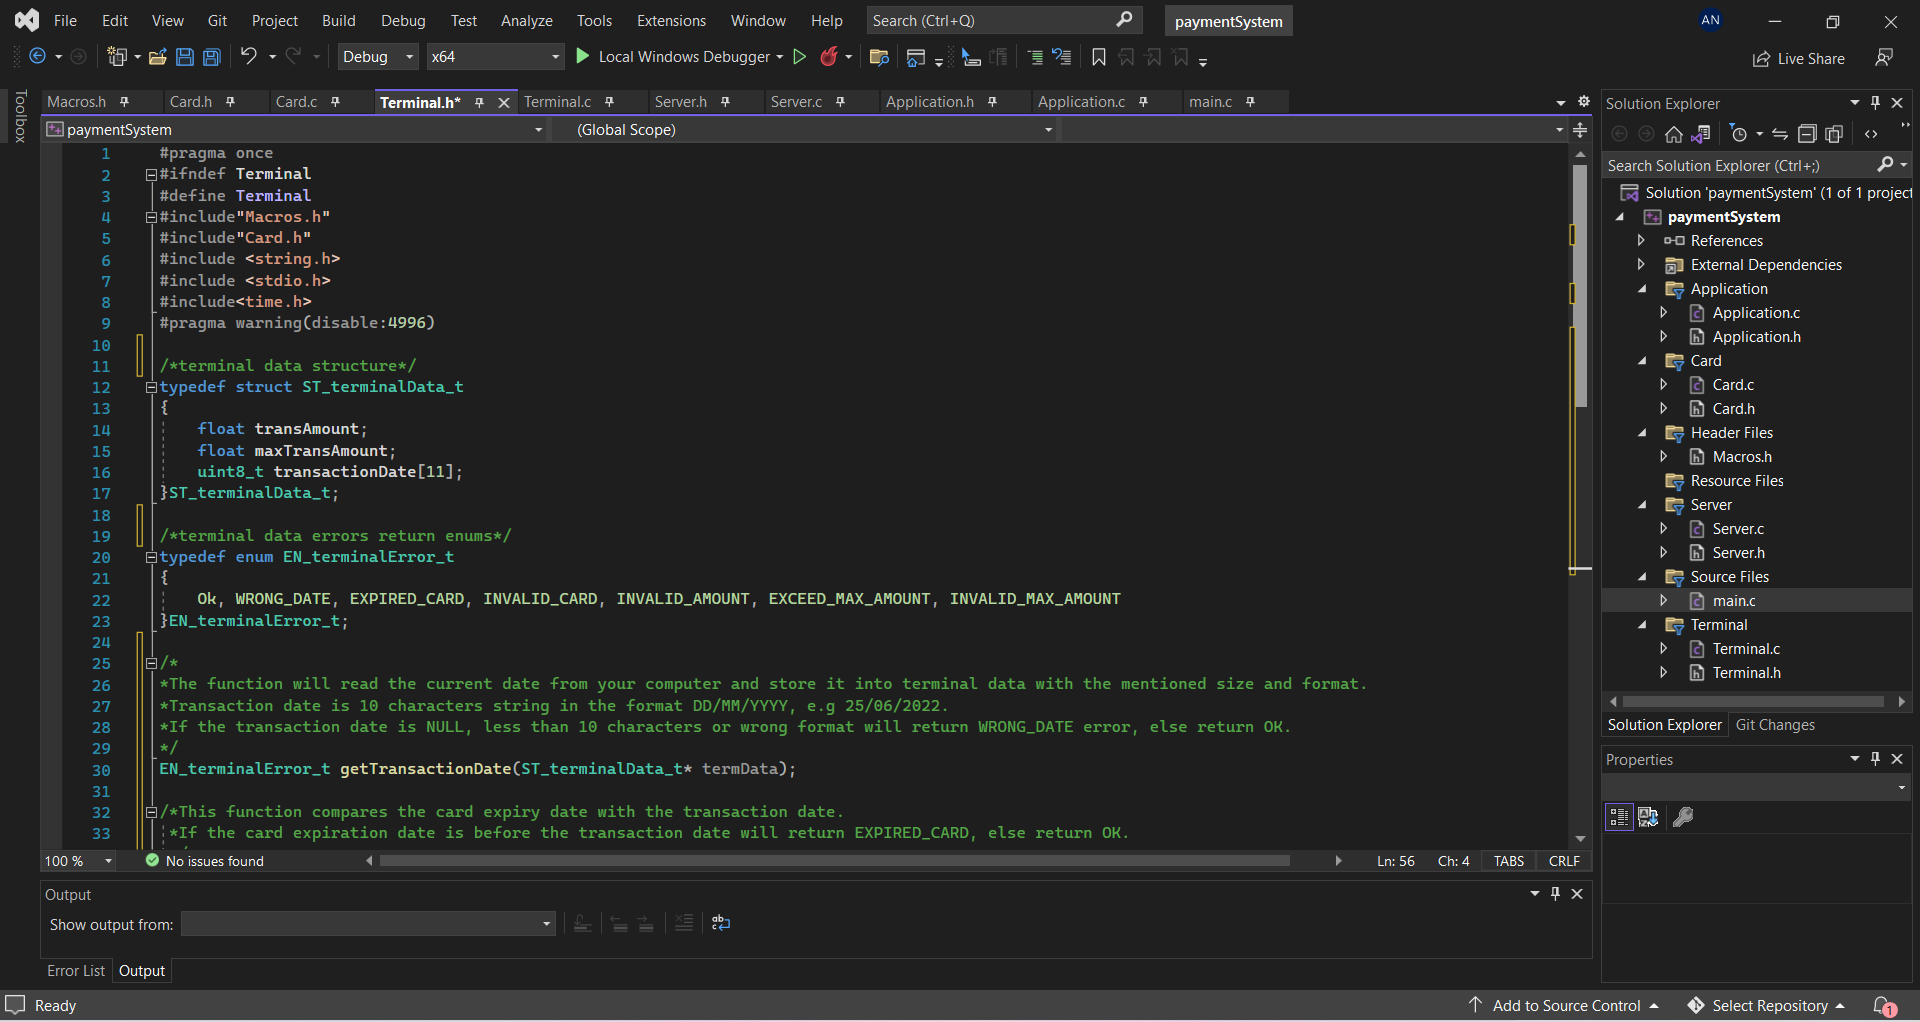 File Edit View Git Project Build Debug Test Analyze Tools Extensions Window Help Search (Ctrl+Q) paymentSystem AN
Debug x64 Local Windows Debugger Live Share
Toolbox
Macros.h Card.h Card.c Terminal.h* Terminal.c Server.h Server.c Application.h Application.c main.c
paymentSystem (Global Scope)
1 #pragma once
2 #ifndef Terminal
3 #define Terminal
4 #include"Macros.h"
5 #include"Card.h"
6 #include <string.h>
7 #include <stdio.h>
8 #include<time.h>
9 #pragma warning(disable:4996)
10
11 /*terminal data structure*/
12 typedef struct ST_terminalData_t
13 {
14 float transAmount;
15 float maxTransAmount;
16 uint8_t transactionDate[11];
17 }ST_terminalData_t;
18
19 /*terminal data errors return enums*/
20 typedef enum EN_terminalError_t
21 {
22 Ok, WRONG_DATE, EXPIRED_CARD, INVALID_CARD, INVALID_AMOUNT, EXCEED_MAX_AMOUNT, INVALID_MAX_AMOUNT
23 }EN_terminalError_t;
24
25 /*
26 *The function will read the current date from your computer and store it into terminal data with the mentioned size and format.
27 *Transaction date is 10 characters string in the format DD/MM/YYYY, e.g 25/06/2022.
28 *If the transaction date is NULL, less than 10 characters or wrong format will return WRONG_DATE error, else return OK.
29 */
30 EN_terminalError_t getTransactionDate(ST_terminalData_t* termData);
31
32 /*This function compares the card expiry date with the transaction date.
33 *If the card expiration date is before the transaction date will return EXPIRED_CARD, else return OK.
100 % No issues found Ln: 56 Ch: 4 TABS CRLF
Output
Show output from:
Error List Output
Solution Explorer
Search Solution Explorer (Ctrl+;)
Solution 'paymentSystem' (1 of 1 project
paymentSystem
References
External Dependencies
Application
Application.c
Application.h
Card
Card.c
Card.h
Header Files
Macros.h
Resource Files
Server
Server.c
Server.h
Source Files
main.c
Terminal
Terminal.c
Terminal.h
Solution Explorer Git Changes
Properties
Ready Add to Source Control Select Repository 1